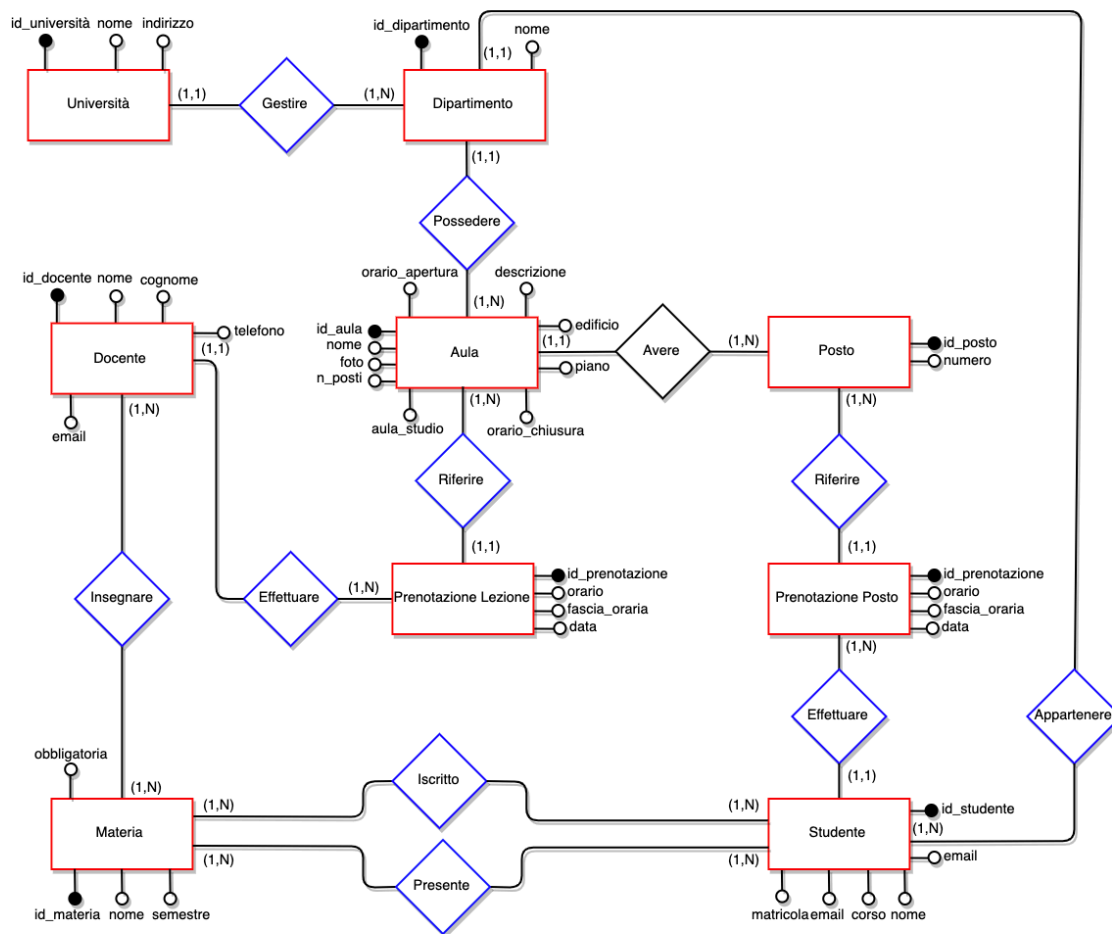 id_università nome indirizzo
id_dipartimento nome
(1,1)
Università (1,1) Gestire (1,N) Dipartimento
(1,1)
Possedere
id_docente nome cognome
orario_apertura descrizione
(1,N)
telefono
Docente (1,1)
id_aula
nome
foto
n_posti
Aula
edificio
(1,1)
piano
Avere (1,N) Posto
id_posto
numero
(1,N) (1,N) (1,N)
email
aula_studio orario_chiusura
Riferire Riferire
(1,1) (1,1)
Insegnare Effettuare (1,N) Prenotazione Lezione
id_prenotazione
orario
fascia_oraria
data
Prenotazione Posto
id_prenotazione
orario
fascia_oraria
data
(1,N)
Effettuare Appartenere
obbligatoria
(1,N)
Iscritto
(1,1)
(1,N) (1,N)
Materia Studente
id_studente
(1,N)
email
(1,N) (1,N)
Presente
id_materia nome semestre
matricola email corso nome